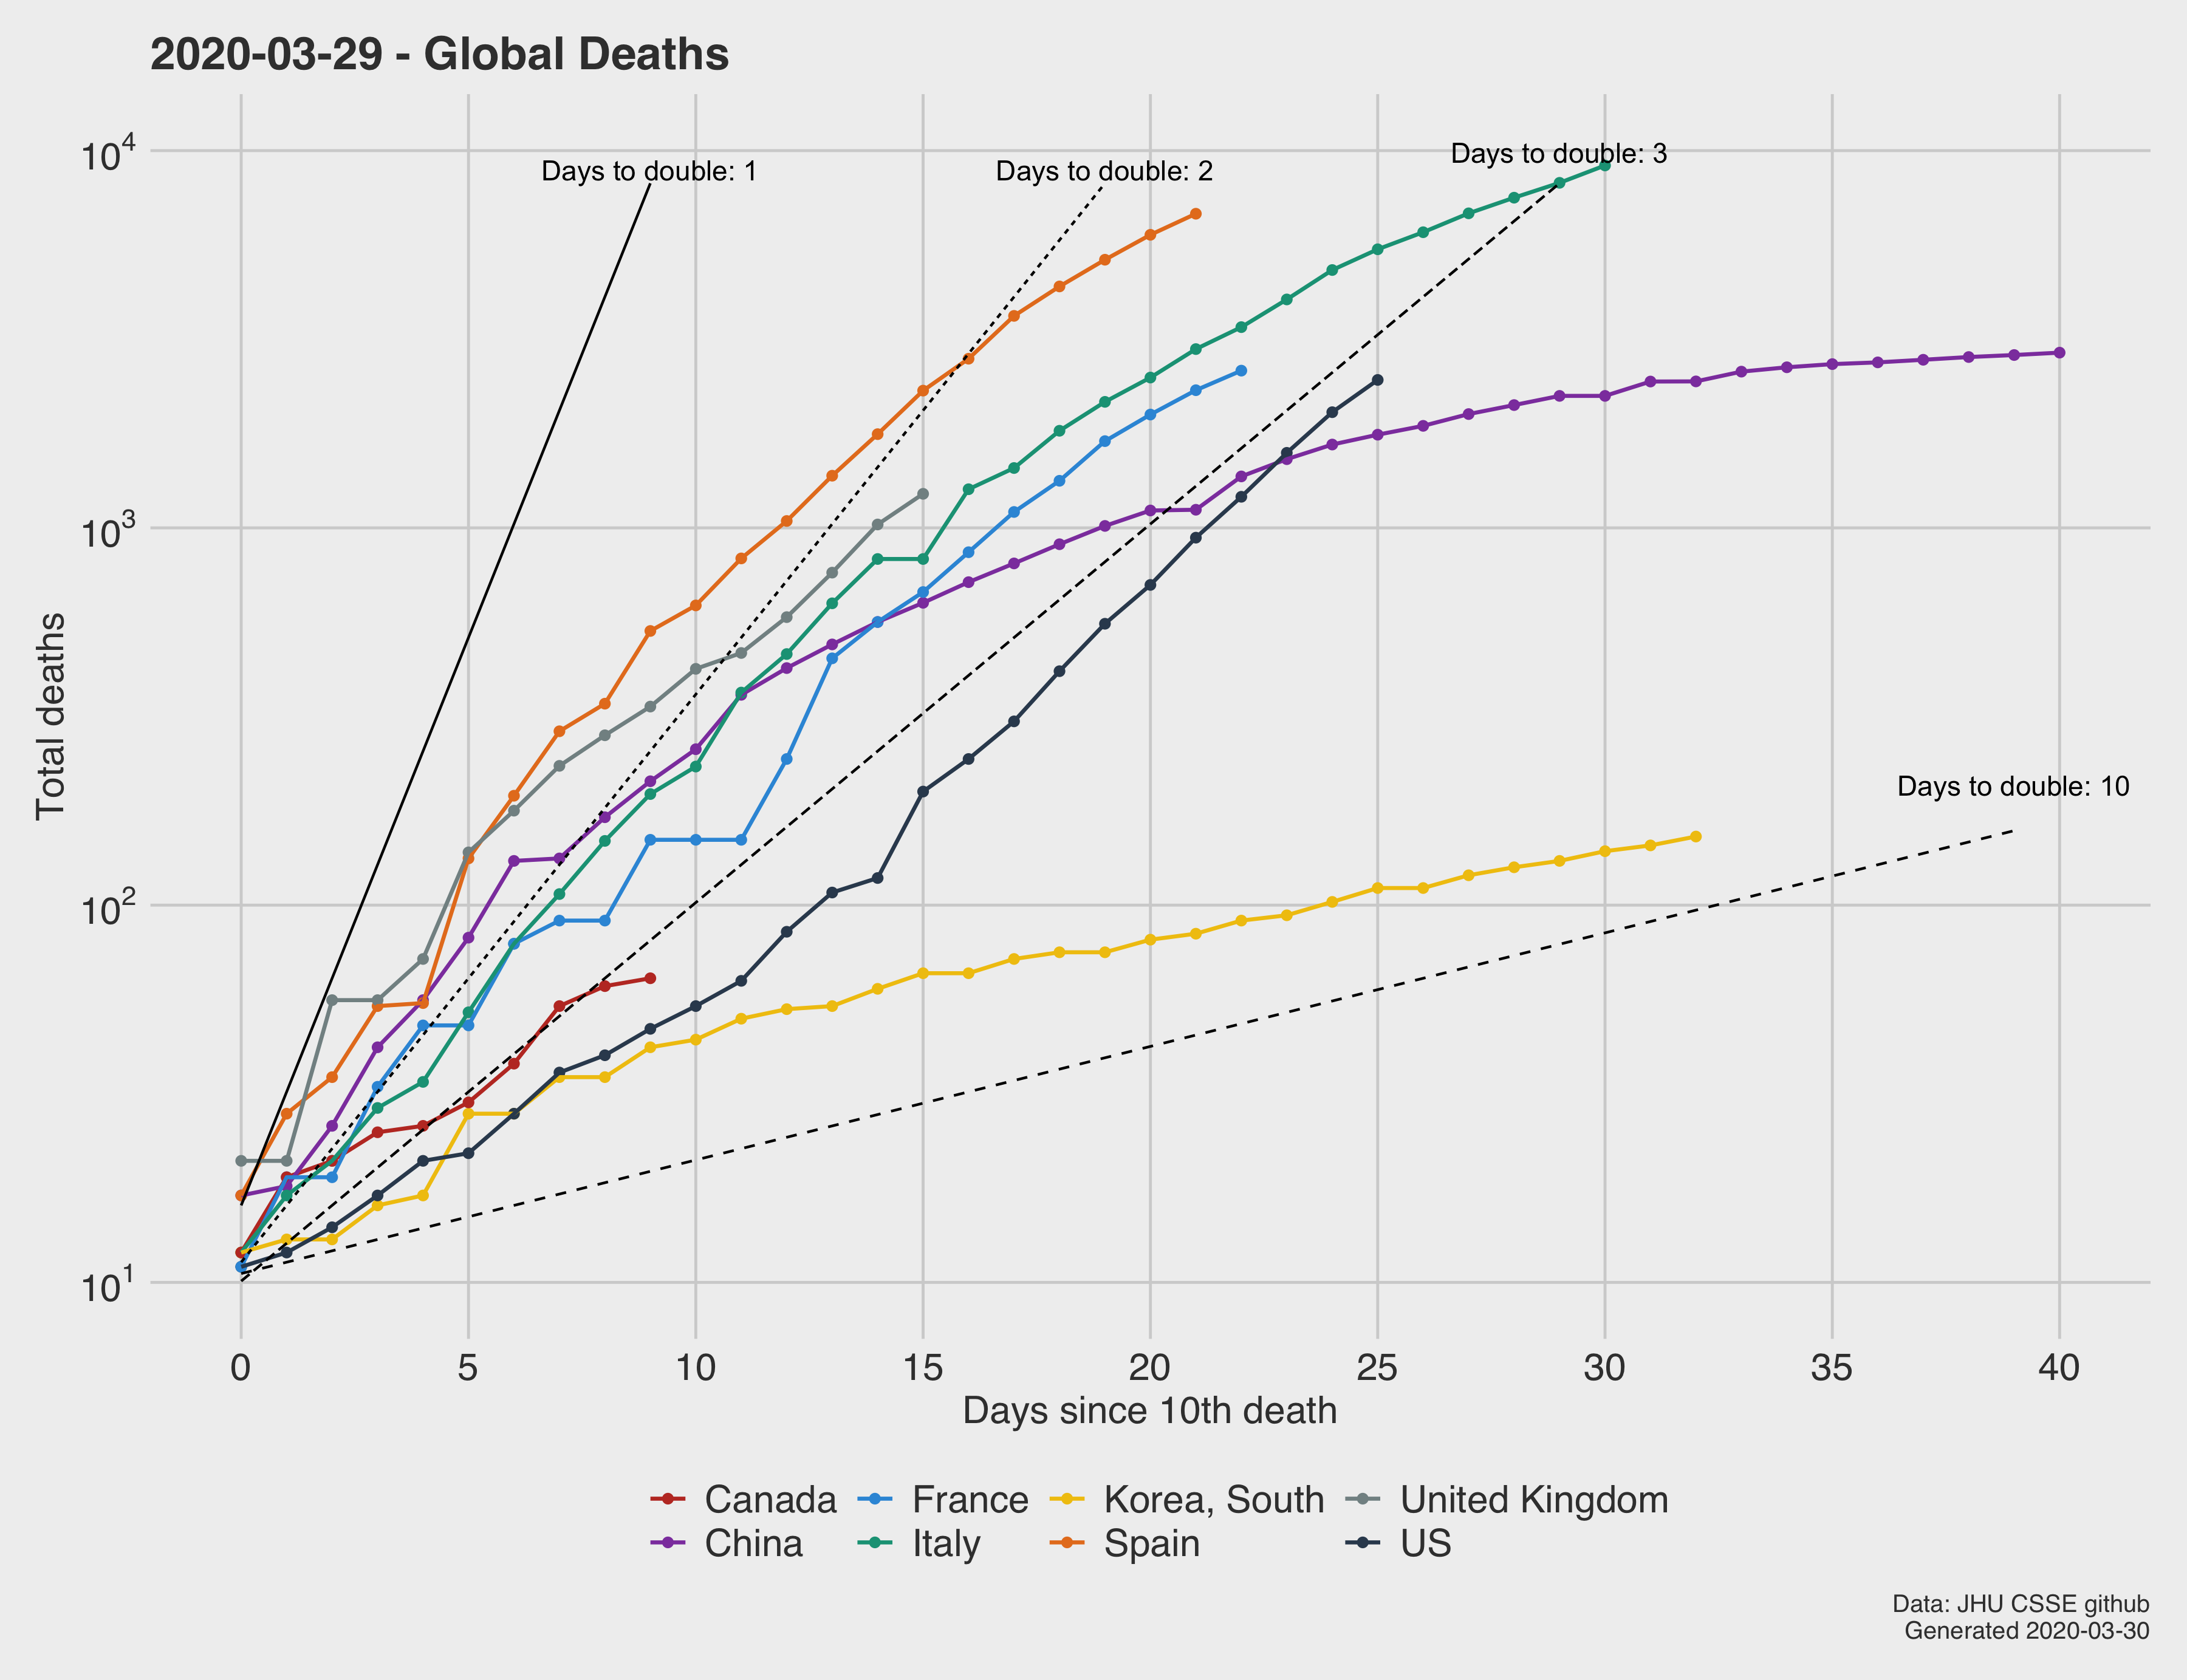 2020-03-29 - Global Deaths
Days to double: 1
Days to double: 2
Days to double: 3
Days to double: 10
Total deaths
10^4
10^3
10^2
10^1
0 5 10 15 20 25 30 35 40
Days since 10th death
Canada France Korea, South United Kingdom
China Italy Spain US
Data: JHU CSSE github
Generated 2020-03-30